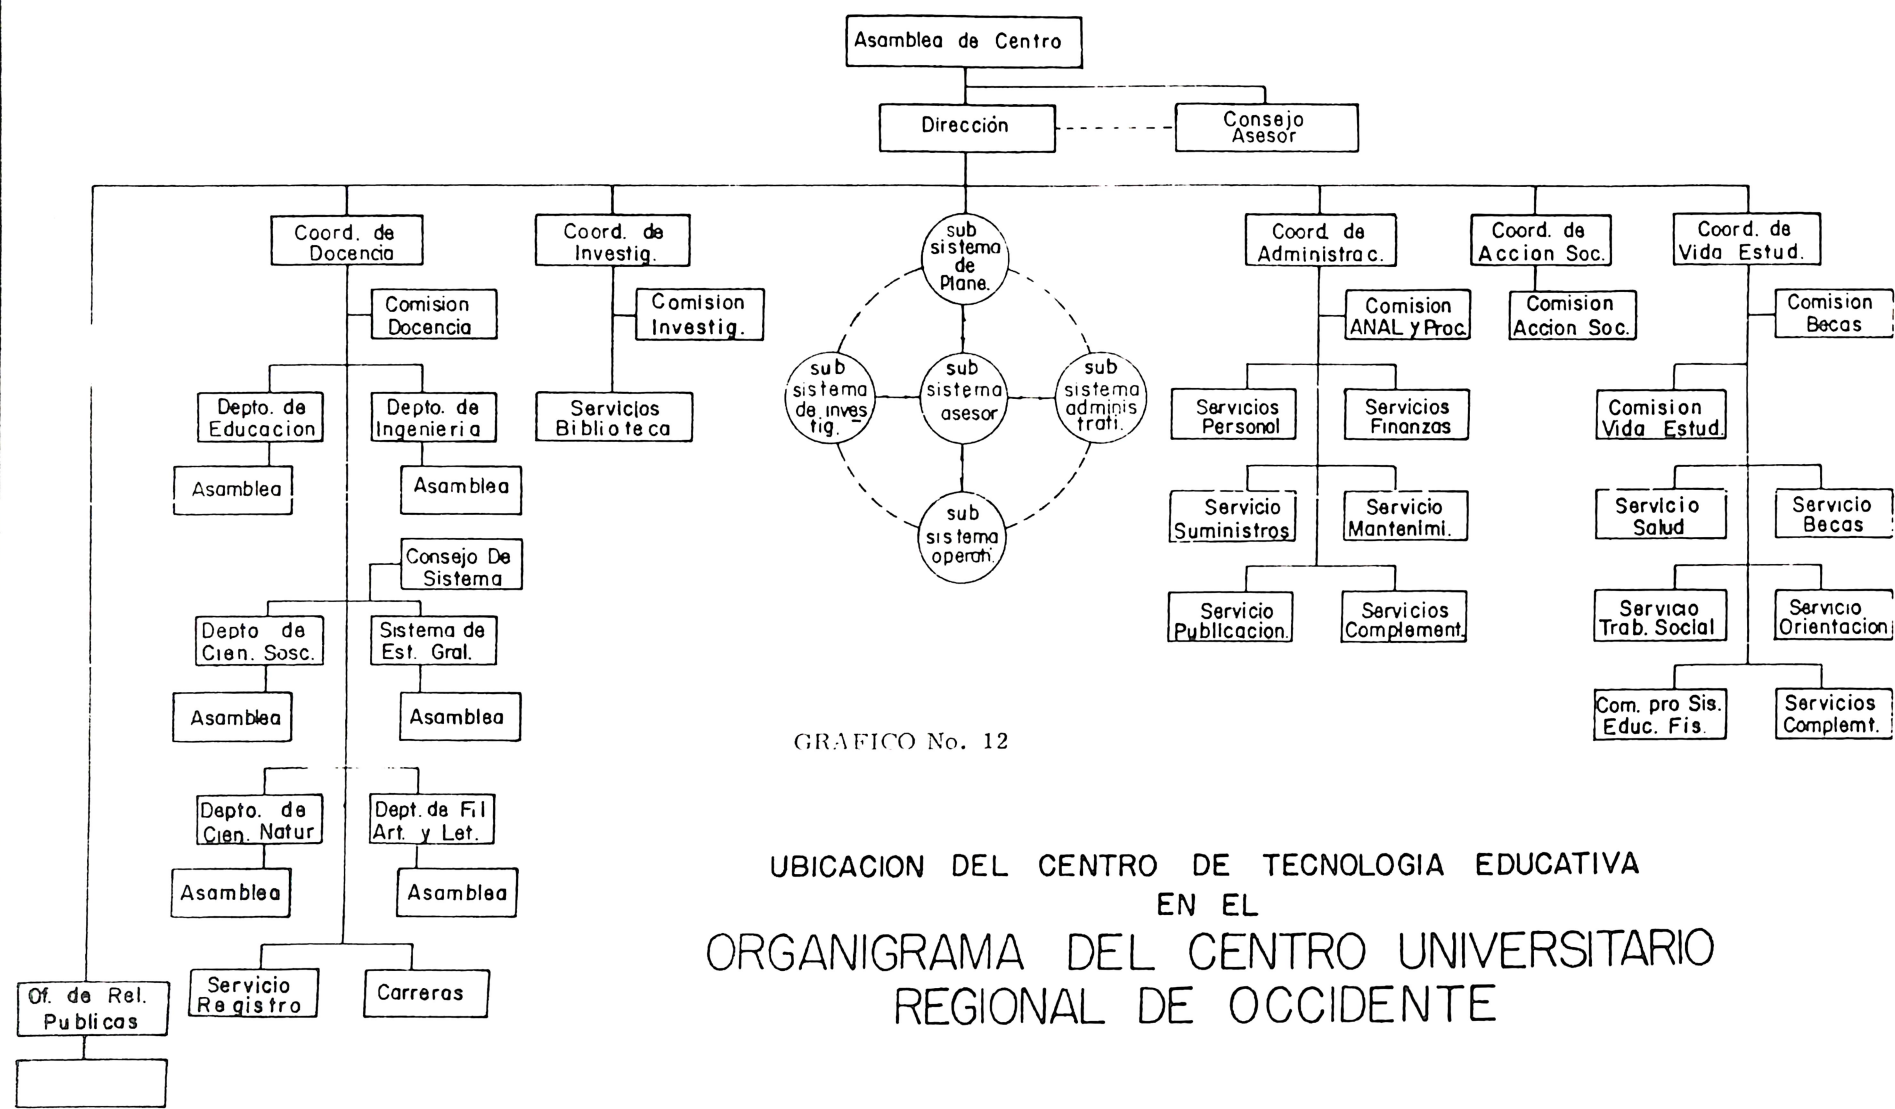 Asamblea de Centro
Dirección
Consejo
Asesor
Coord. de
Docencia
Coord. de
Investig.
sub
sistema
de
Plane.
Coord. de
Administrac.
Coord. de
Accion Soc.
Coord. de
Vida Estud.
Comision
Docencia
Comision
Investig.
Comision
ANAL y Proc.
Comision
Accion Soc.
Comision
Becas
Depto. de
Educacion
Depto. de
Ingenieria
Servicios
Biblioteca
sub
sistema
de inves
tig.
sub
sistema
asesor
sub
sistema
adminis
trati.
Servicios
Personal
Servicios
Finanzas
Comision
Vida Estud.
Asamblea
Asamblea
sub
sistema
operati.
Servicio
Suministros
Servicio
Mantenimi.
Servicio
Salud
Servicio
Becas
Consejo De
Sistema
Depto de
Cien. Sosc.
Sistema de
Est. Gral.
Servicio
Publicacion.
Servicios
Complement.
Servicio
Trab. Social
Servicio
Orientacion
Asamblea
Asamblea
Com. pro Sis.
Educ. Fis.
Servicios
Complemt.
GRAFICO No. 12
Depto. de
Cien. Natur
Dept. de Fil
Art. y Let.
Asamblea
Asamblea
UBICACION DEL CENTRO DE TECNOLOGIA EDUCATIVA
EN EL
ORGANIGRAMA DEL CENTRO UNIVERSITARIO
REGIONAL DE OCCIDENTE
Servicio
Registro
Carreras
Of. de Rel.
Publicas